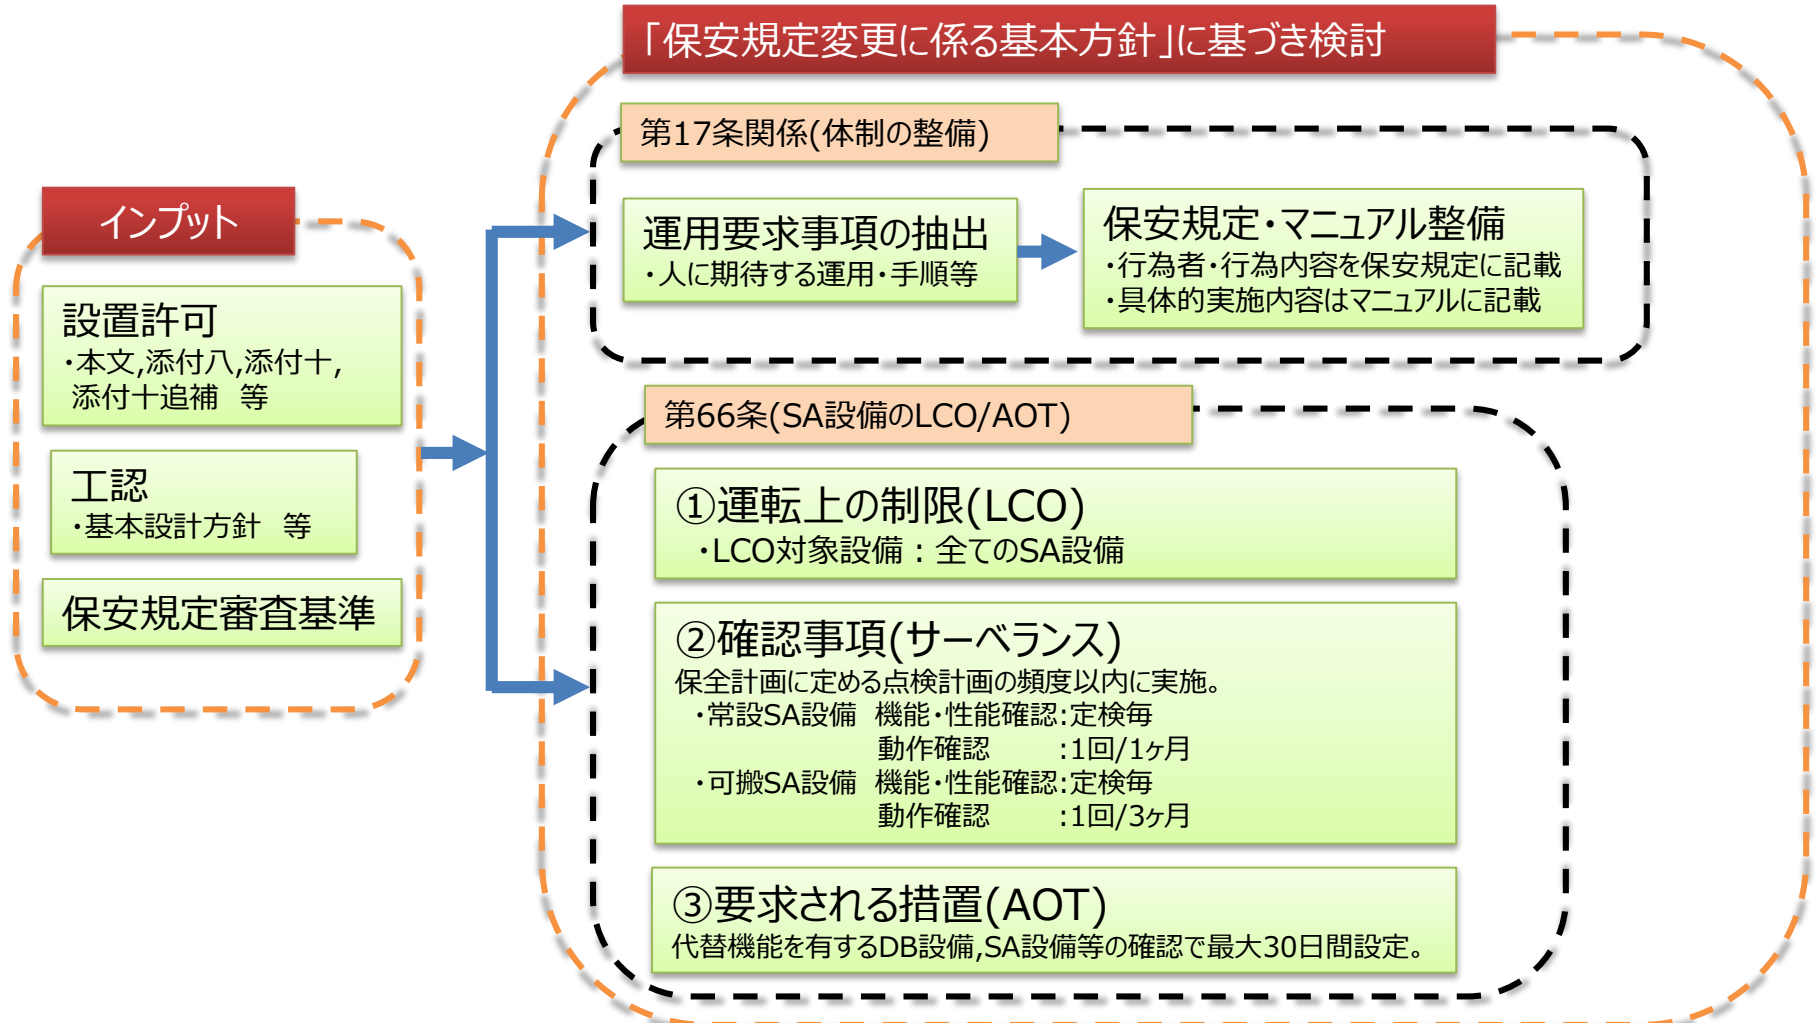 インプット
設置許可
・本文,添付八,添付十,
添付十追補　等
工認
・基本設計方針　等
保安規定審査基準
「保安規定変更に係る基本方針」に基づき検討
第17条関係(体制の整備)
運用要求事項の抽出
・人に期待する運用・手順等
保安規定・マニュアル整備
・行為者・行為内容を保安規定に記載
・具体的実施内容はマニュアルに記載
第66条(SA設備のLCO/AOT)
①運転上の制限(LCO)
・LCO対象設備：全てのSA設備
②確認事項(サーベランス)
保全計画に定める点検計画の頻度以内に実施。
・常設SA設備　機能・性能確認:定検毎
動作確認　　:1回/1ヶ月
・可搬SA設備　機能・性能確認:定検毎
動作確認　　:1回/3ヶ月
③要求される措置(AOT)
代替機能を有するDB設備,SA設備等の確認で最大30日間設定。